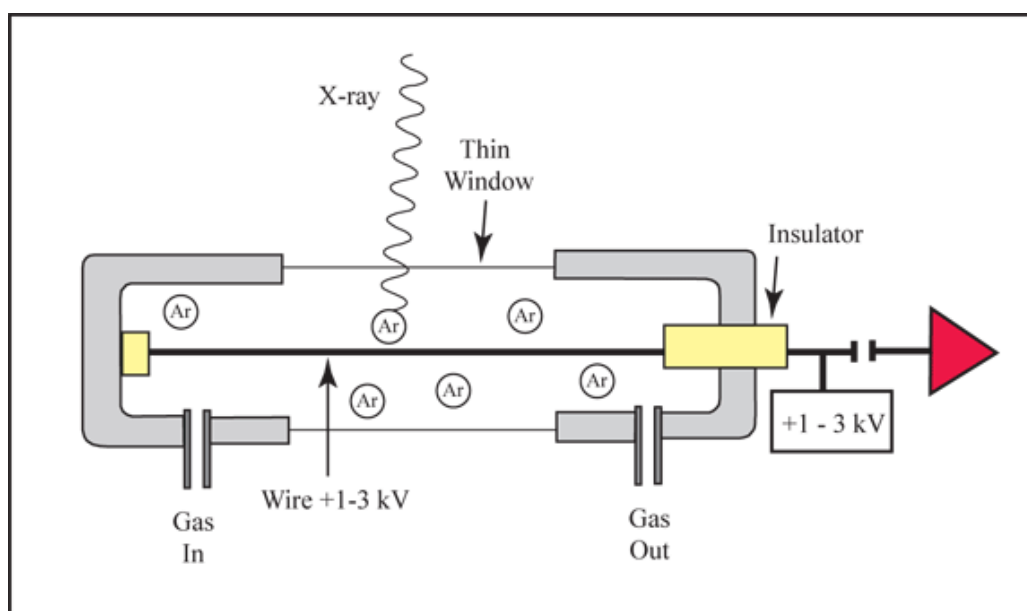 X-ray
Thin
Window
Insulator
Ar
Ar
Ar
Ar
Ar
Ar
+1 - 3 kV
Wire +1-3 kV
Gas
In
Gas
Out